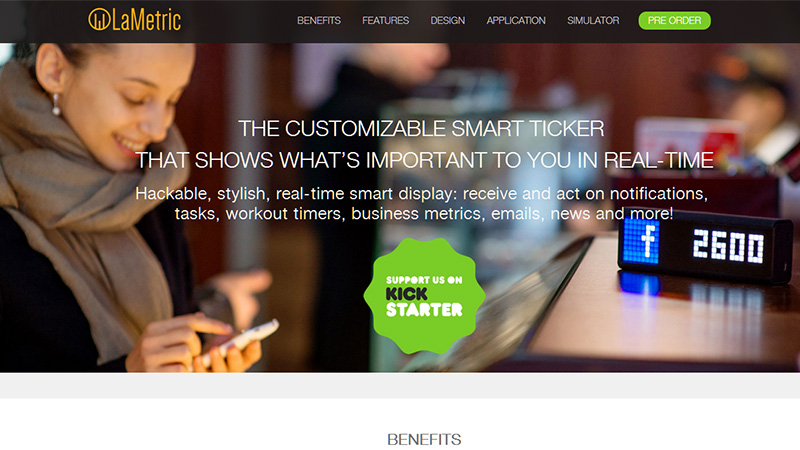 LaMetric
BENEFITS FEATURES DESIGN APPLICATION SIMULATOR PRE ORDER
THE CUSTOMIZABLE SMART TICKER
THAT SHOWS WHAT'S IMPORTANT TO YOU IN REAL-TIME
Hackable, stylish, real-time smart display: receive and act on notifications,
tasks, workout timers, business metrics, emails, news and more!
f 2600
SUPPORT US ON
KICK
STARTER
BENEFITS